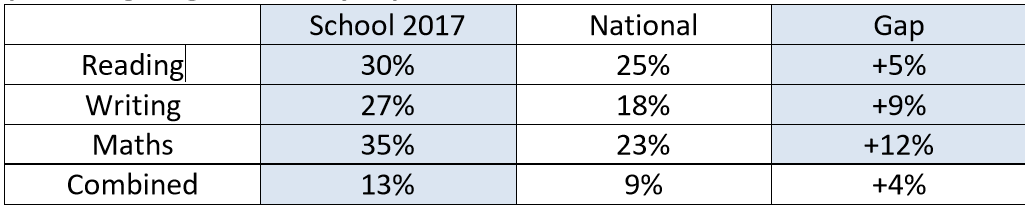 School 2017 National Gap
Reading 30% 25% +5%
Writing 27% 18% +9%
Maths 35% 23% +12%
Combined 13% 9% +4%